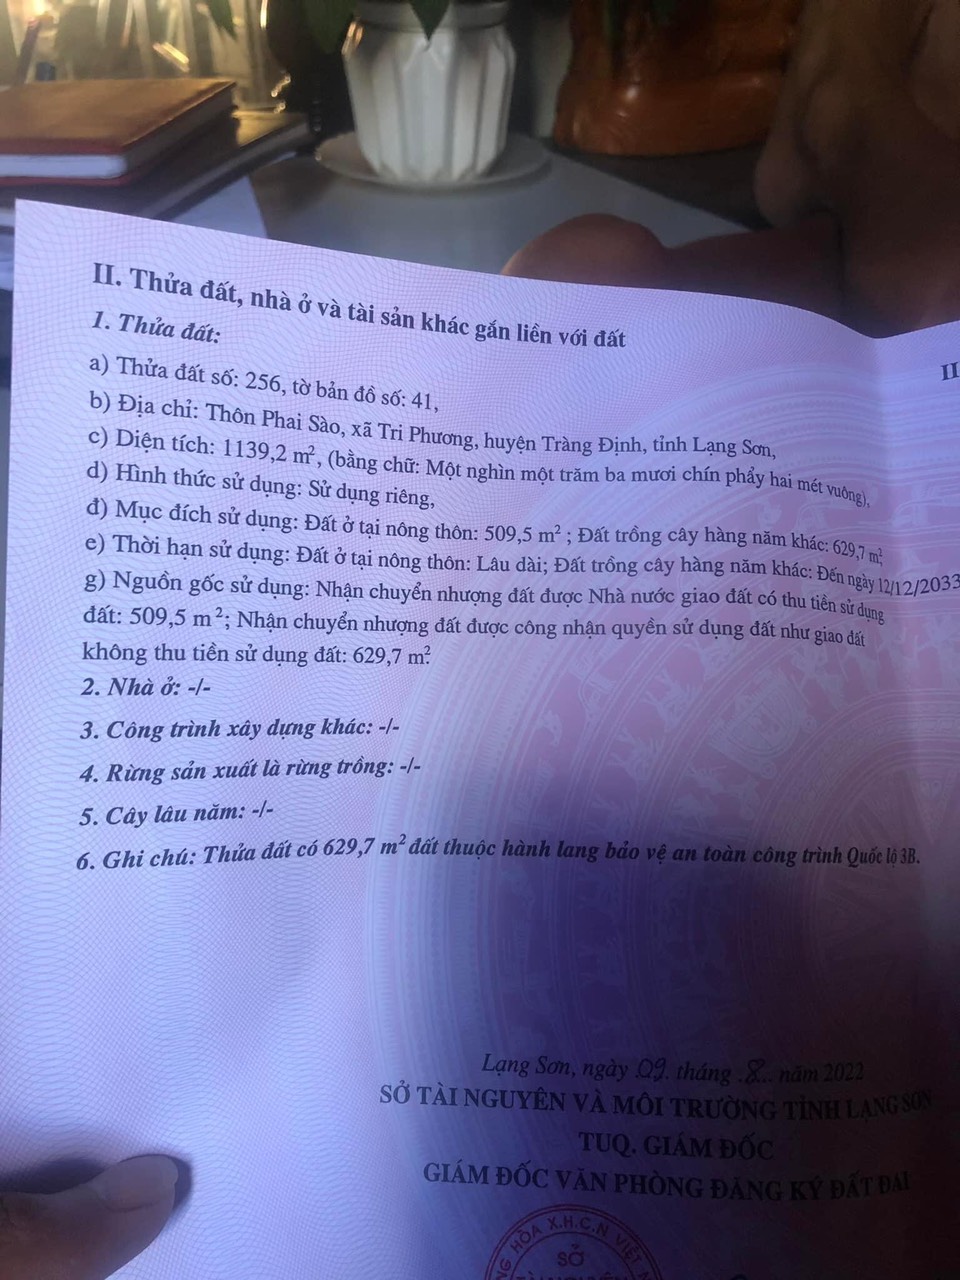 II. Thửa đất, nhà ở và tài sản khác gắn liền với đất
1. Thửa đất:
a) Thửa đất số: 256, tờ bản đồ số: 41,
b) Địa chỉ: Thôn Phai Sào, xã Tri Phương, huyện Tràng Định, tỉnh Lạng Sơn,
c) Diện tích: 1139,2 m², (bằng chữ: Một nghìn một trăm ba mươi chín phẩy hai mét vuông),
d) Hình thức sử dụng: Sử dụng riêng,
đ) Mục đích sử dụng: Đất ở tại nông thôn: 509,5 m² ; Đất trồng cây hàng năm khác: 629,7 m²,
e) Thời hạn sử dụng: Đất ở tại nông thôn: Lâu dài; Đất trồng cây hàng năm khác: Đến ngày 12/12/2033
g) Nguồn gốc sử dụng: Nhận chuyển nhượng đất được Nhà nước giao đất có thu tiền sử dụng
đất: 509,5 m²; Nhận chuyển nhượng đất được công nhận quyền sử dụng đất như giao đất
không thu tiền sử dụng đất: 629,7 m².
2. Nhà ở: -/-
3. Công trình xây dựng khác: -/-
4. Rừng sản xuất là rừng trồng: -/-
5. Cây lâu năm: -/-
6. Ghi chú: Thửa đất có 629,7 m² đất thuộc hành lang bảo vệ an toàn công trình Quốc lộ 3B.
Lạng Sơn, ngày 09 tháng 8 năm 2022
SỞ TÀI NGUYÊN VÀ MÔI TRƯỜNG TỈNH LẠNG SƠN
TUQ. GIÁM ĐỐC
GIÁM ĐỐC VĂN PHÒNG ĐĂNG KÝ ĐẤT ĐAI
HÒA X.H.C.N VIỆT
SỞ
II